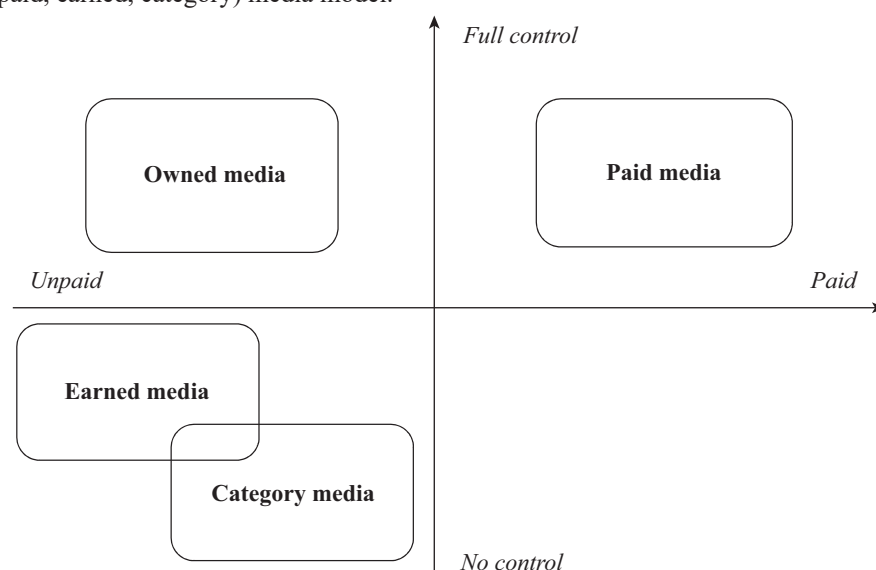 paid, earned, category) media model.
Full control
Owned media
Paid media
Unpaid
Paid
Earned media
Category media
No control